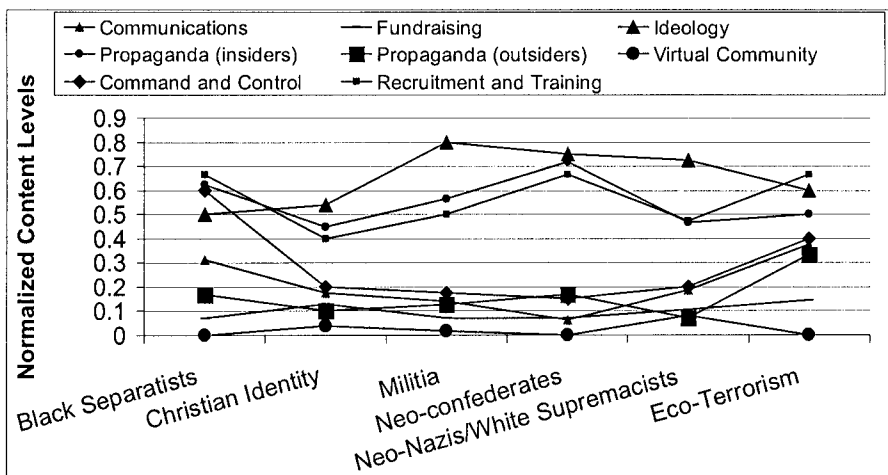 Communications Fundraising Ideology
Propaganda (insiders) Propaganda (outsiders) Virtual Community
Command and Control Recruitment and Training
Normalized Content Levels
0.9
0.8
0.7
0.6
0.5
0.4
0.3
0.2
0.1
0
Black Separatists
Christian Identity
Militia
Neo-confederates
Neo-Nazis/White Supremacists
Eco-Terrorism